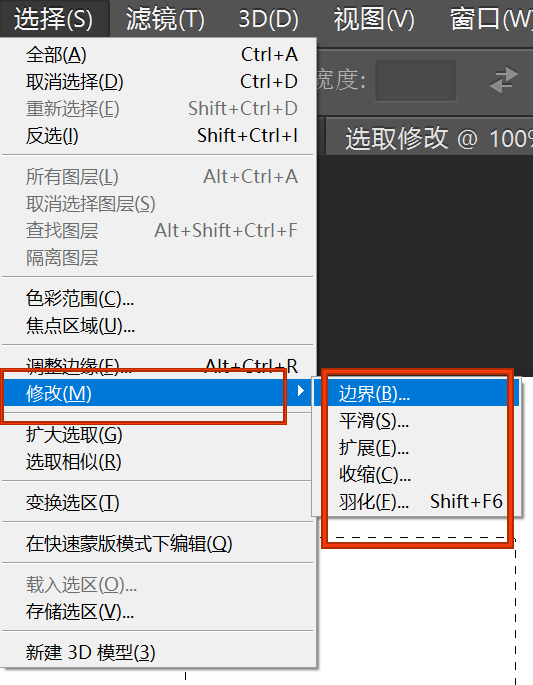 选择(S) 滤镜(T) 3D(D) 视图(V) 窗口(W
全部(A) Ctrl+A
取消选择(D) Ctrl+D
宽度:
重新选择(E) Shift+Ctrl+D
反选(I) Shift+Ctrl+I
选取修改 @ 100%
所有图层(L) Alt+Ctrl+A
取消选择图层(S)
查找图层 Alt+Shift+Ctrl+F
隔离图层
色彩范围(C)...
焦点区域(U)...
调整边缘(F)... Alt+Ctrl+R
修改(M)
边界(B)...
平滑(S)...
扩展(E)...
收缩(C)...
羽化(F)... Shift+F6
扩大选取(G)
选取相似(R)
变换选区(T)
在快速蒙版模式下编辑(Q)
载入选区(O)...
存储选区(V)...
新建 3D 模型(3)